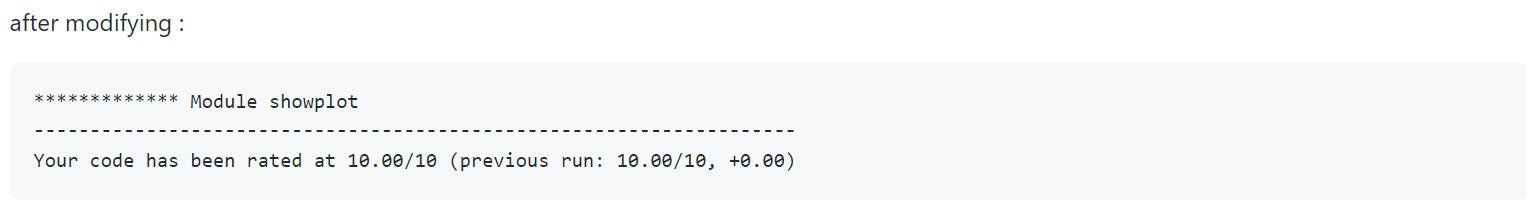 after modifying :
************* Module showplot
--------------------------------------------------------------------
Your code has been rated at 10.00/10 (previous run: 10.00/10, +0.00)